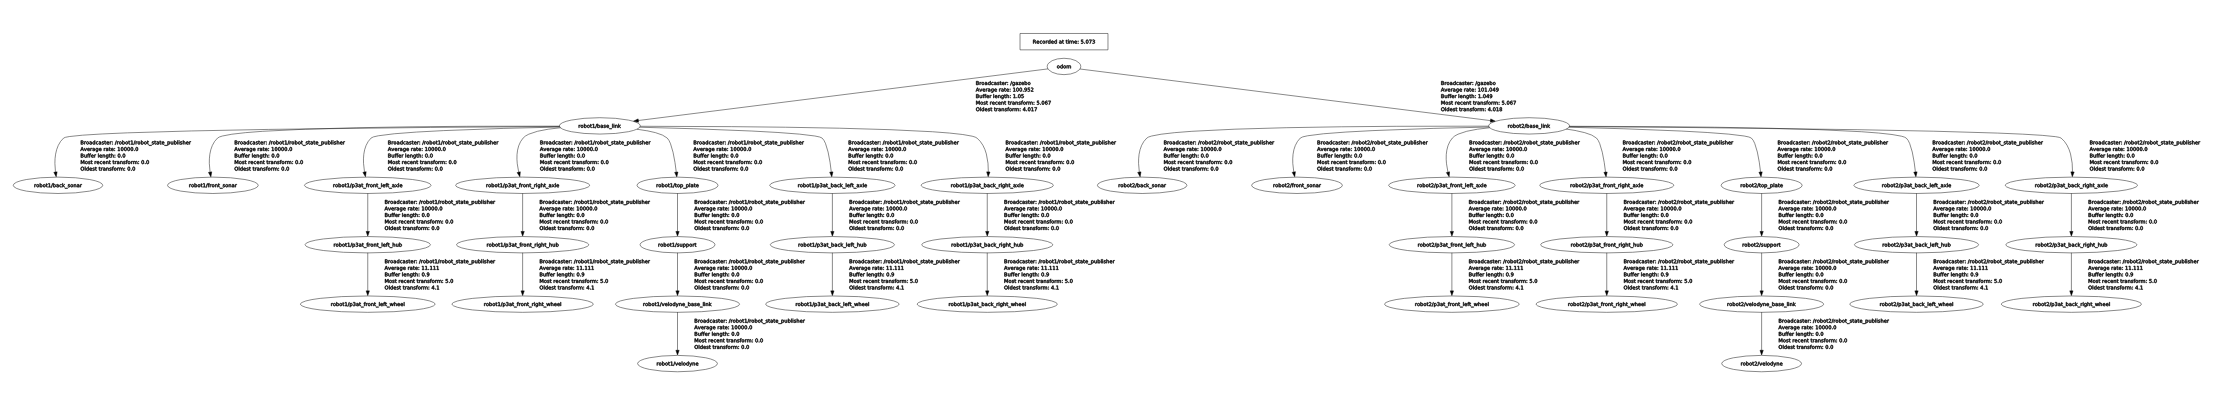 Recorded at time: 5.073
odom
Broadcaster: /gazebo
Average rate: 100.952
Buffer length: 1.05
Most recent transform: 5.067
Oldest transform: 4.017
Broadcaster: /gazebo
Average rate: 101.049
Buffer length: 1.049
Most recent transform: 5.067
Oldest transform: 4.018
robot1/base_link
robot2/base_link
Broadcaster: /robot1/robot_state_publisher
Average rate: 10000.0
Buffer length: 0.0
Most recent transform: 0.0
Oldest transform: 0.0
Broadcaster: /robot1/robot_state_publisher
Average rate: 10000.0
Buffer length: 0.0
Most recent transform: 0.0
Oldest transform: 0.0
Broadcaster: /robot1/robot_state_publisher
Average rate: 10000.0
Buffer length: 0.0
Most recent transform: 0.0
Oldest transform: 0.0
Broadcaster: /robot1/robot_state_publisher
Average rate: 10000.0
Buffer length: 0.0
Most recent transform: 0.0
Oldest transform: 0.0
Broadcaster: /robot1/robot_state_publisher
Average rate: 10000.0
Buffer length: 0.0
Most recent transform: 0.0
Oldest transform: 0.0
Broadcaster: /robot1/robot_state_publisher
Average rate: 10000.0
Buffer length: 0.0
Most recent transform: 0.0
Oldest transform: 0.0
Broadcaster: /robot1/robot_state_publisher
Average rate: 10000.0
Buffer length: 0.0
Most recent transform: 0.0
Oldest transform: 0.0
Broadcaster: /robot2/robot_state_publisher
Average rate: 10000.0
Buffer length: 0.0
Most recent transform: 0.0
Oldest transform: 0.0
Broadcaster: /robot2/robot_state_publisher
Average rate: 10000.0
Buffer length: 0.0
Most recent transform: 0.0
Oldest transform: 0.0
Broadcaster: /robot2/robot_state_publisher
Average rate: 10000.0
Buffer length: 0.0
Most recent transform: 0.0
Oldest transform: 0.0
Broadcaster: /robot2/robot_state_publisher
Average rate: 10000.0
Buffer length: 0.0
Most recent transform: 0.0
Oldest transform: 0.0
Broadcaster: /robot2/robot_state_publisher
Average rate: 10000.0
Buffer length: 0.0
Most recent transform: 0.0
Oldest transform: 0.0
Broadcaster: /robot2/robot_state_publisher
Average rate: 10000.0
Buffer length: 0.0
Most recent transform: 0.0
Oldest transform: 0.0
Broadcaster: /robot2/robot_state_publisher
Average rate: 10000.0
Buffer length: 0.0
Most recent transform: 0.0
Oldest transform: 0.0
robot1/back_sonar
robot1/front_sonar
robot1/p3at_front_left_axle
robot1/p3at_front_right_axle
robot1/top_plate
robot1/p3at_back_left_axle
robot1/p3at_back_right_axle
robot2/back_sonar
robot2/front_sonar
robot2/p3at_front_left_axle
robot2/p3at_front_right_axle
robot2/top_plate
robot2/p3at_back_left_axle
robot2/p3at_back_right_axle
Broadcaster: /robot1/robot_state_publisher
Average rate: 10000.0
Buffer length: 0.0
Most recent transform: 0.0
Oldest transform: 0.0
Broadcaster: /robot1/robot_state_publisher
Average rate: 10000.0
Buffer length: 0.0
Most recent transform: 0.0
Oldest transform: 0.0
Broadcaster: /robot1/robot_state_publisher
Average rate: 10000.0
Buffer length: 0.0
Most recent transform: 0.0
Oldest transform: 0.0
Broadcaster: /robot1/robot_state_publisher
Average rate: 10000.0
Buffer length: 0.0
Most recent transform: 0.0
Oldest transform: 0.0
Broadcaster: /robot1/robot_state_publisher
Average rate: 10000.0
Buffer length: 0.0
Most recent transform: 0.0
Oldest transform: 0.0
Broadcaster: /robot2/robot_state_publisher
Average rate: 10000.0
Buffer length: 0.0
Most recent transform: 0.0
Oldest transform: 0.0
Broadcaster: /robot2/robot_state_publisher
Average rate: 10000.0
Buffer length: 0.0
Most recent transform: 0.0
Oldest transform: 0.0
Broadcaster: /robot2/robot_state_publisher
Average rate: 10000.0
Buffer length: 0.0
Most recent transform: 0.0
Oldest transform: 0.0
Broadcaster: /robot2/robot_state_publisher
Average rate: 10000.0
Buffer length: 0.0
Most recent transform: 0.0
Oldest transform: 0.0
Broadcaster: /robot2/robot_state_publisher
Average rate: 10000.0
Buffer length: 0.0
Most recent transform: 0.0
Oldest transform: 0.0
robot1/p3at_front_left_hub
robot1/p3at_front_right_hub
robot1/support
robot1/p3at_back_left_hub
robot1/p3at_back_right_hub
robot2/p3at_front_left_hub
robot2/p3at_front_right_hub
robot2/support
robot2/p3at_back_left_hub
robot2/p3at_back_right_hub
Broadcaster: /robot1/robot_state_publisher
Average rate: 11.111
Buffer length: 0.9
Most recent transform: 5.0
Oldest transform: 4.1
Broadcaster: /robot1/robot_state_publisher
Average rate: 11.111
Buffer length: 0.9
Most recent transform: 5.0
Oldest transform: 4.1
Broadcaster: /robot1/robot_state_publisher
Average rate: 10000.0
Buffer length: 0.0
Most recent transform: 0.0
Oldest transform: 0.0
Broadcaster: /robot1/robot_state_publisher
Average rate: 11.111
Buffer length: 0.9
Most recent transform: 5.0
Oldest transform: 4.1
Broadcaster: /robot1/robot_state_publisher
Average rate: 11.111
Buffer length: 0.9
Most recent transform: 5.0
Oldest transform: 4.1
Broadcaster: /robot2/robot_state_publisher
Average rate: 11.111
Buffer length: 0.9
Most recent transform: 5.0
Oldest transform: 4.1
Broadcaster: /robot2/robot_state_publisher
Average rate: 11.111
Buffer length: 0.9
Most recent transform: 5.0
Oldest transform: 4.1
Broadcaster: /robot2/robot_state_publisher
Average rate: 10000.0
Buffer length: 0.0
Most recent transform: 0.0
Oldest transform: 0.0
Broadcaster: /robot2/robot_state_publisher
Average rate: 11.111
Buffer length: 0.9
Most recent transform: 5.0
Oldest transform: 4.1
Broadcaster: /robot2/robot_state_publisher
Average rate: 11.111
Buffer length: 0.9
Most recent transform: 5.0
Oldest transform: 4.1
robot1/p3at_front_left_wheel
robot1/p3at_front_right_wheel
robot1/velodyne_base_link
robot1/p3at_back_left_wheel
robot1/p3at_back_right_wheel
robot2/p3at_front_left_wheel
robot2/p3at_front_right_wheel
robot2/velodyne_base_link
robot2/p3at_back_left_wheel
robot2/p3at_back_right_wheel
Broadcaster: /robot1/robot_state_publisher
Average rate: 10000.0
Buffer length: 0.0
Most recent transform: 0.0
Oldest transform: 0.0
Broadcaster: /robot2/robot_state_publisher
Average rate: 10000.0
Buffer length: 0.0
Most recent transform: 0.0
Oldest transform: 0.0
robot1/velodyne
robot2/velodyne